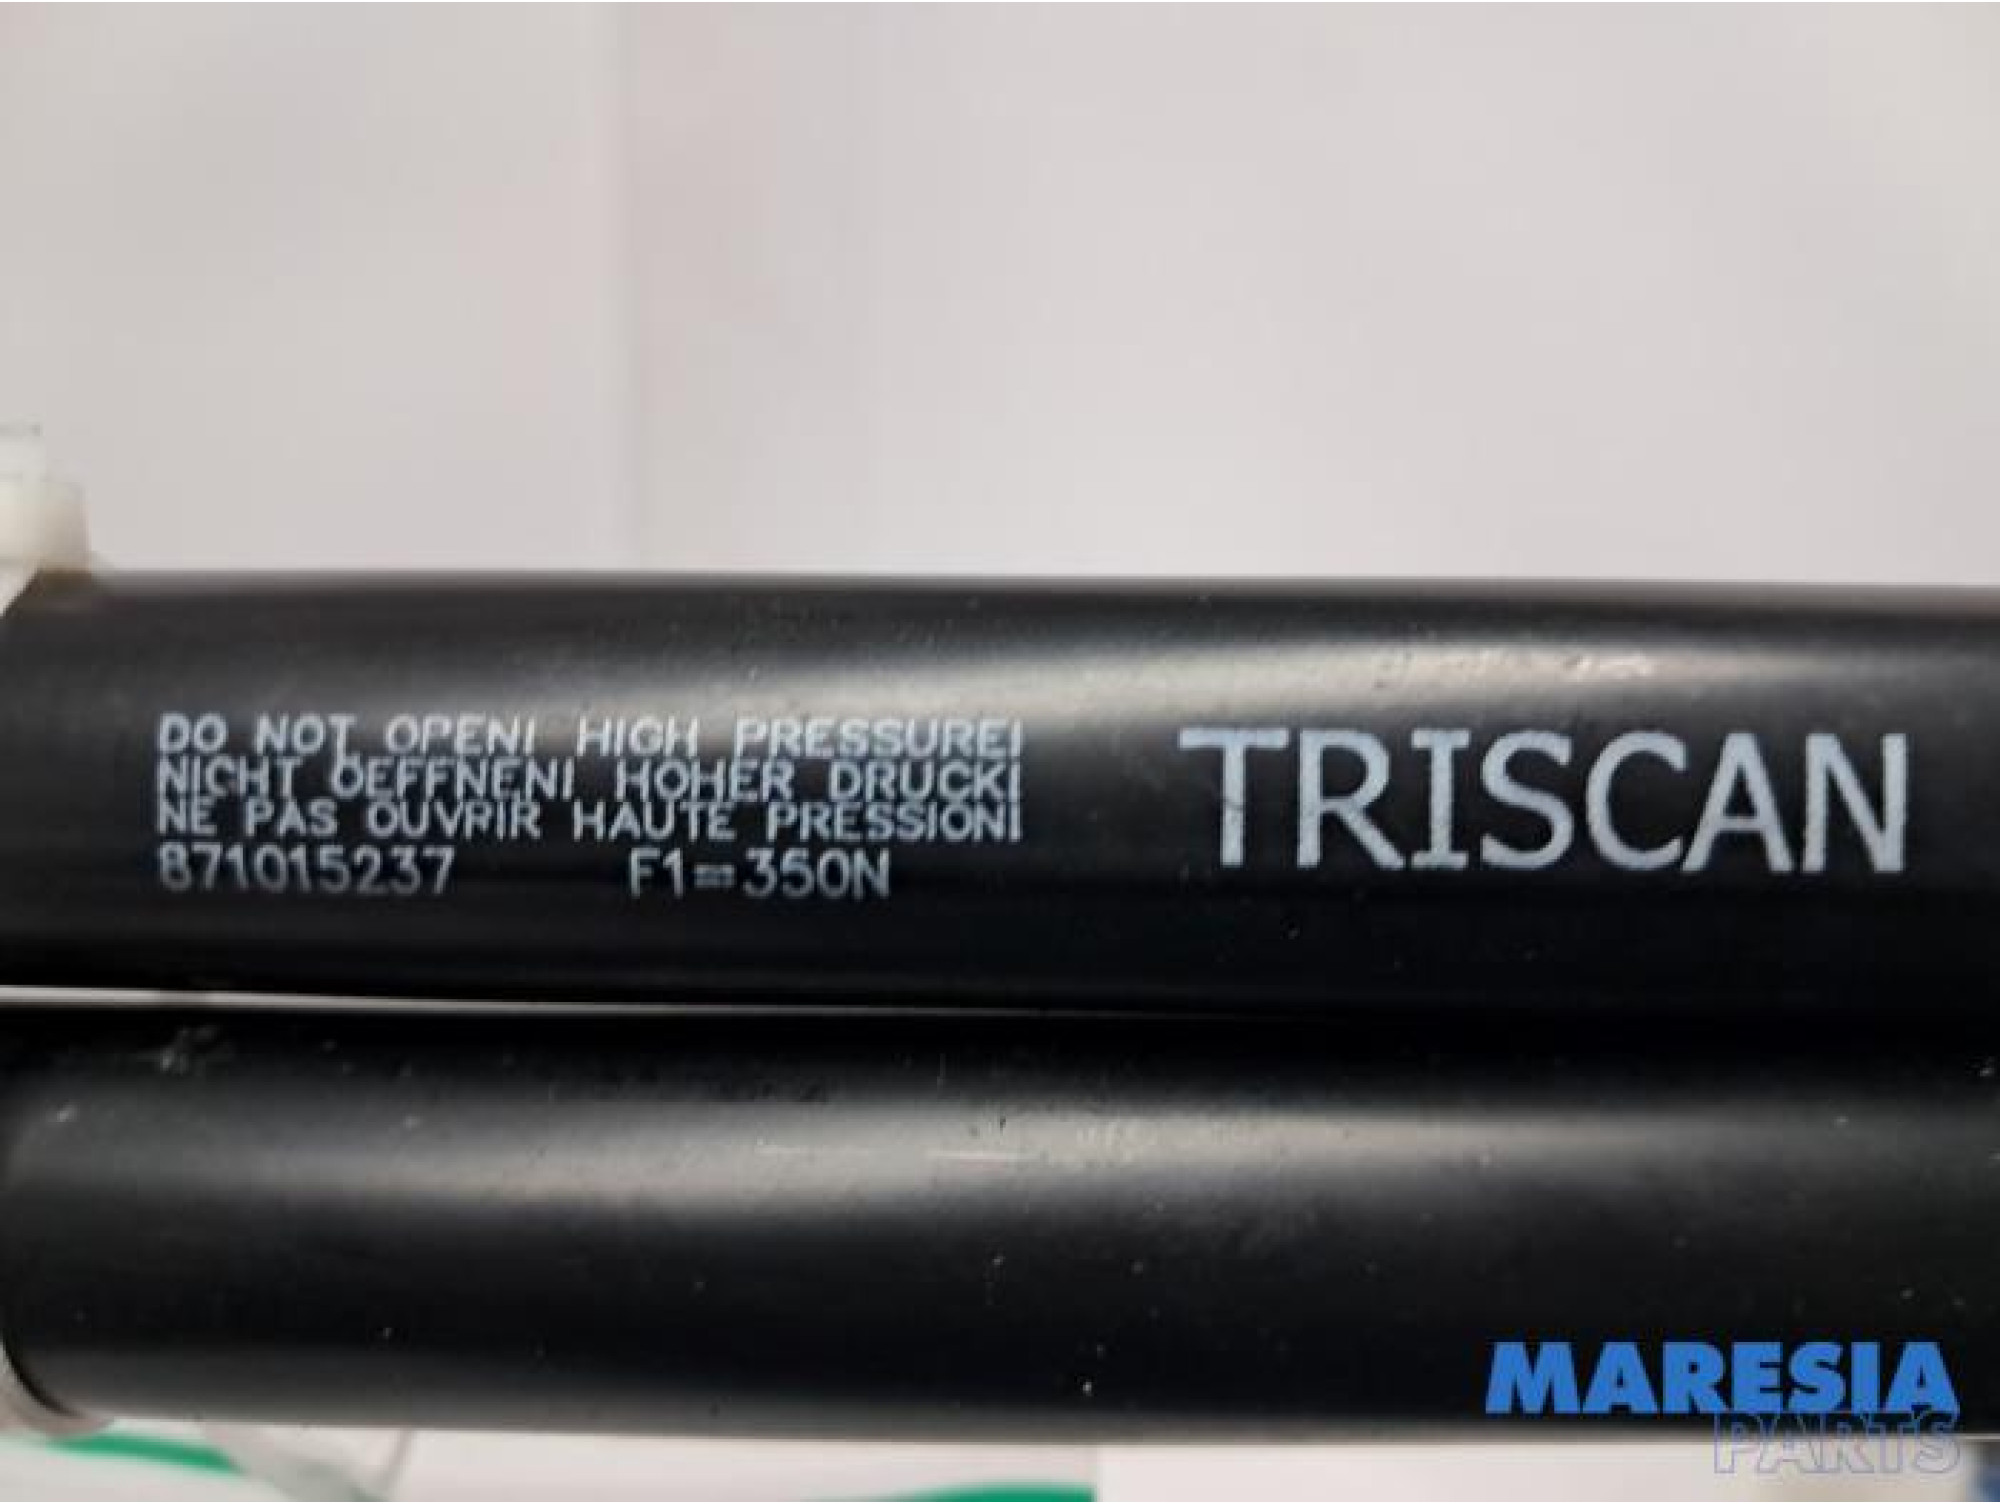 DO NOT OPEN! HIGH PRESSURE!
NICHT OEFFNEN! HOHER DRUCK!
NE PAS OUVRIR HAUTE PRESSION!
871015237 F1=350N
TRISCAN
MARESIA
PARTS